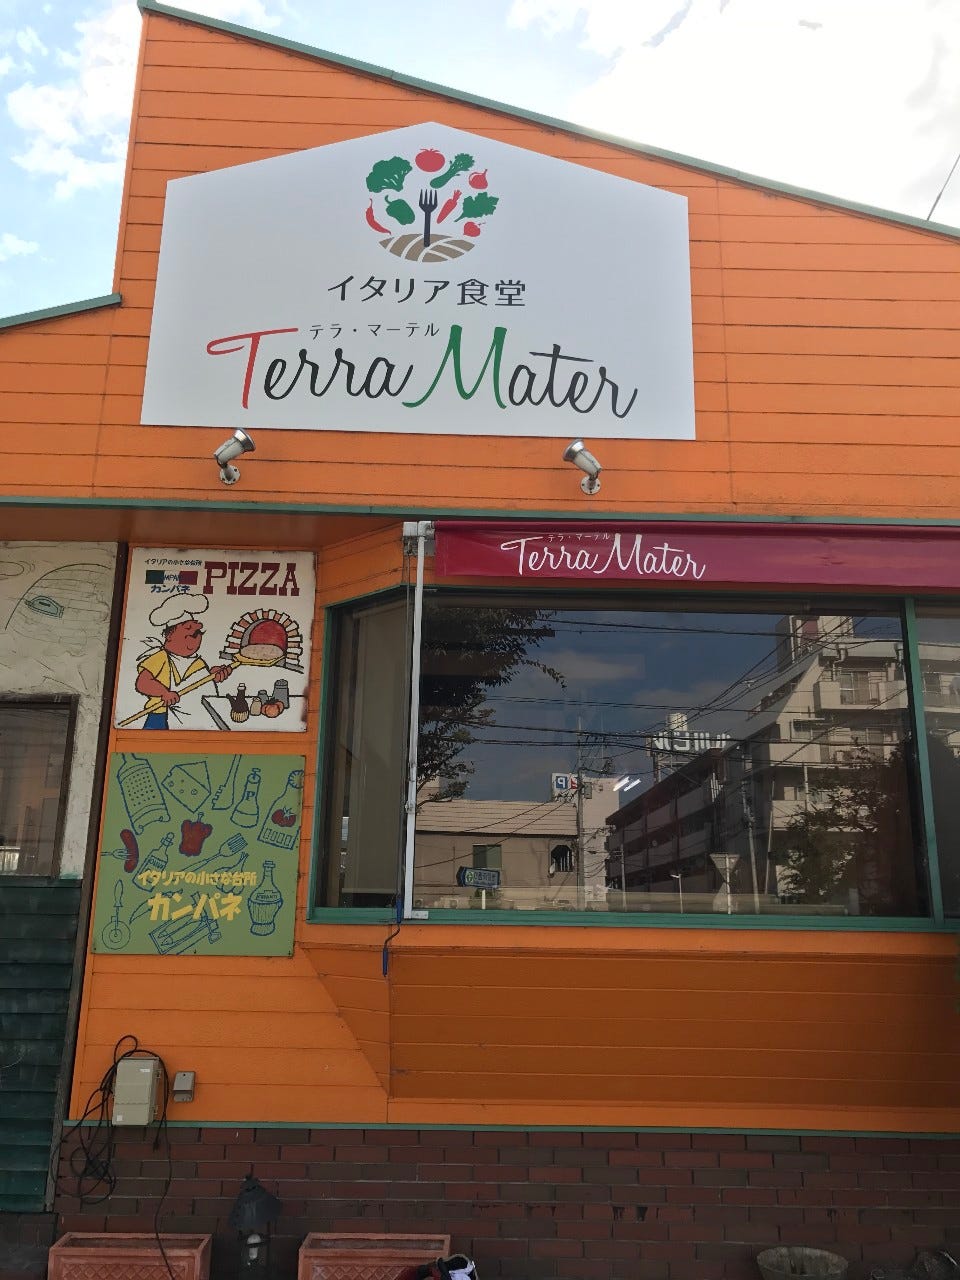 イタリア食堂
テラ・マーテル
Terra Mater
テラ・マーテル
Terra Mater
イタリアの小さな台所
カンパネ
PIZZA
イタリアの小さな台所
カンパネ